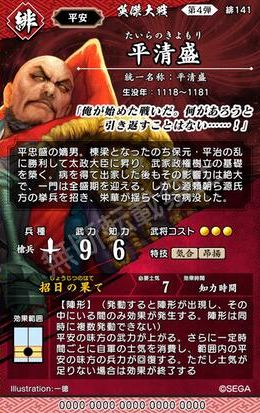 緋
平安
英傑大戦
第4弾
緋141
たいらのきよもり
平清盛
統一名称:平清盛
生没年:1118~1181
「俺が始めた戦いだ。何があろうと
引き返すことはない……!」
平忠盛の嫡男。棟梁となったのち保元・平治の乱
に勝利して太政大臣に昇り、武家政権樹立の基礎
を築く。病を得て出家した後もその影響力は絶大
で、一門は全盛期を迎える。しかし源頼朝ら源氏
方の挙兵を招き、栄華が揺らぐ中で病没した。
兵種 武力 知力 武将コスト
槍兵 9 6 特技 気合 昂揚
しょうじつのはて 必要士気 効果時間
招日の果て 7 知力時間
効果範囲
【陣形】(発動すると陣形が出現し、その
中にいる間のみ効果が発生する。陣形は同
時に複数発動できない)
平安の味方の武力が上がる。さらに一定時
間ごとに自軍の士気を消費し、範囲内の平
安の味方の兵力が回復する。ただし士気が
足りない場合は効果が終了する
Illustration:一徳
©SEGA
0000-0000-0000-0000-0000